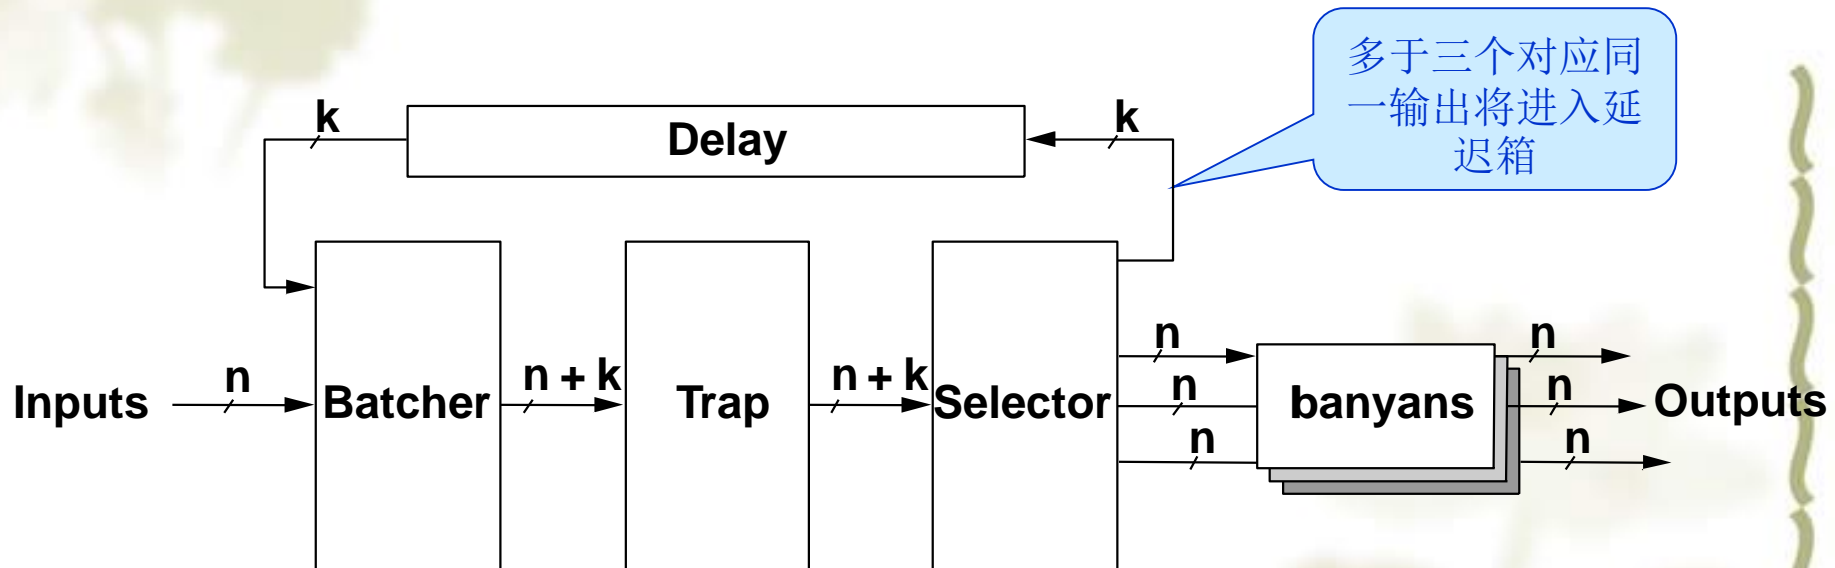 多于三个对应同
一输出将进入延
迟箱
k
Delay
k
Inputs
n
Batcher
n + k
Trap
n + k
Selector
n
n
n
banyans
n
n
n
Outputs